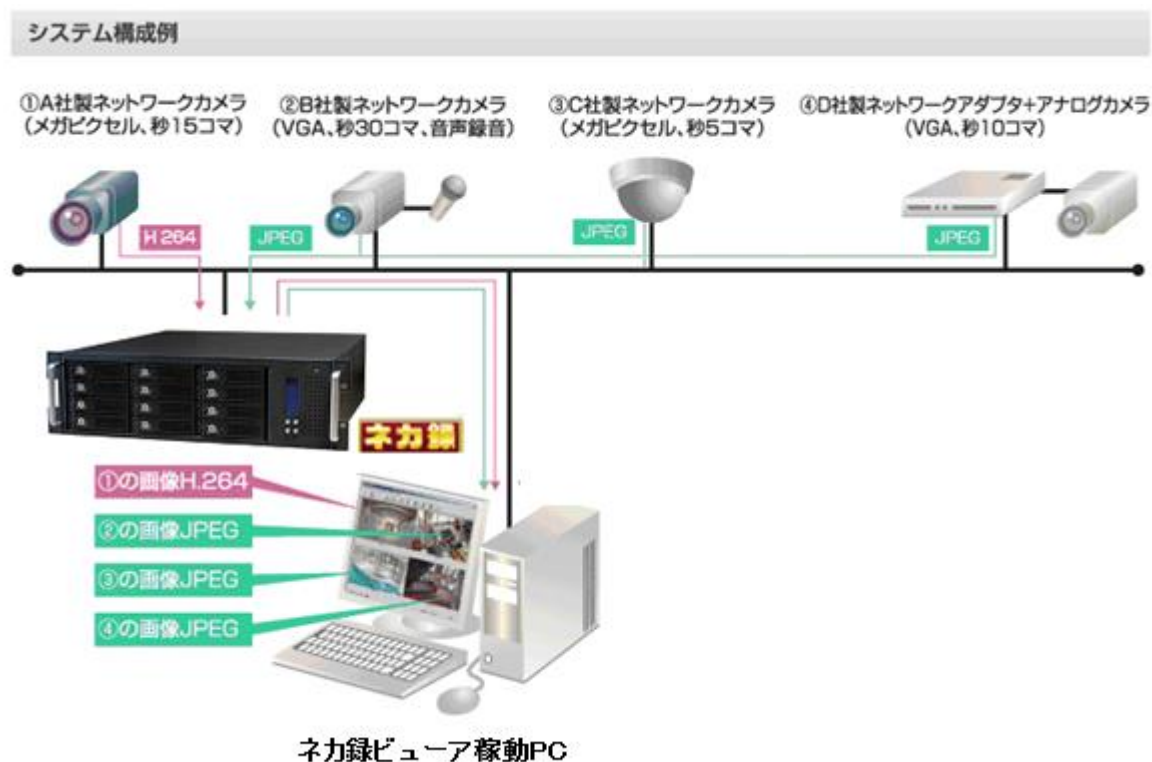 システム構成例
①A社製ネットワークカメラ
(メガピクセル、秒15コマ)
②B社製ネットワークカメラ
(VGA、秒30コマ、音声録音)
③C社製ネットワークカメラ
(メガピクセル、秒5コマ)
④D社製ネットワークアダプタ+アナログカメラ
(VGA、秒10コマ)
H.264
JPEG
JPEG
JPEG
ネカ録
①の画像H.264
②の画像JPEG
③の画像JPEG
④の画像JPEG
ネカ録ビューア稼動PC